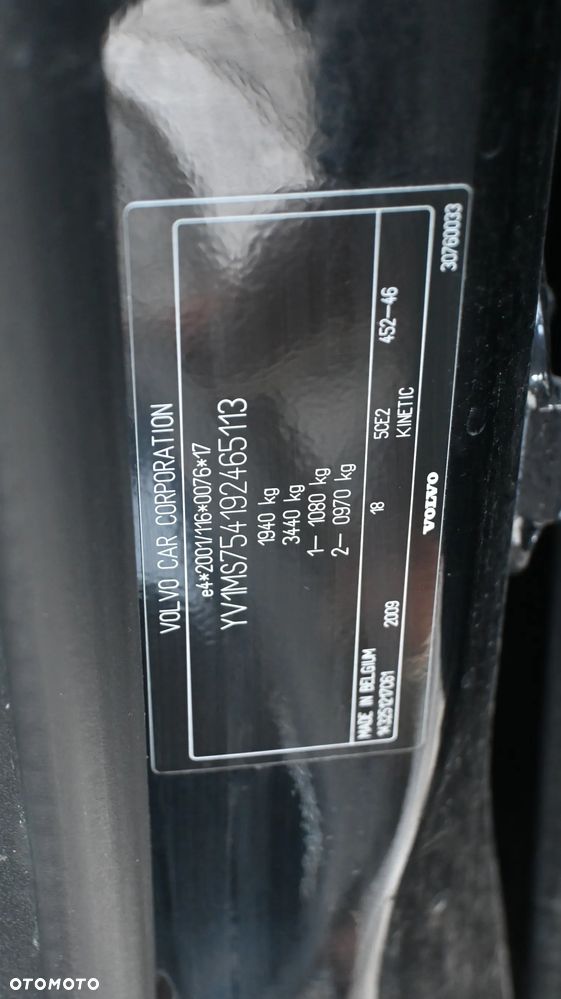 VOLVO CAR CORPORATION
e4*2001/116*0076*17
YV1MS754192465113
1940 kg
3440 kg
1– 1080 kg
2– 0970 kg
MADE IN BELGIUM
2009 18 5CE2 452-46
KINETIC
VOLVO
30760033
OTOMOTO